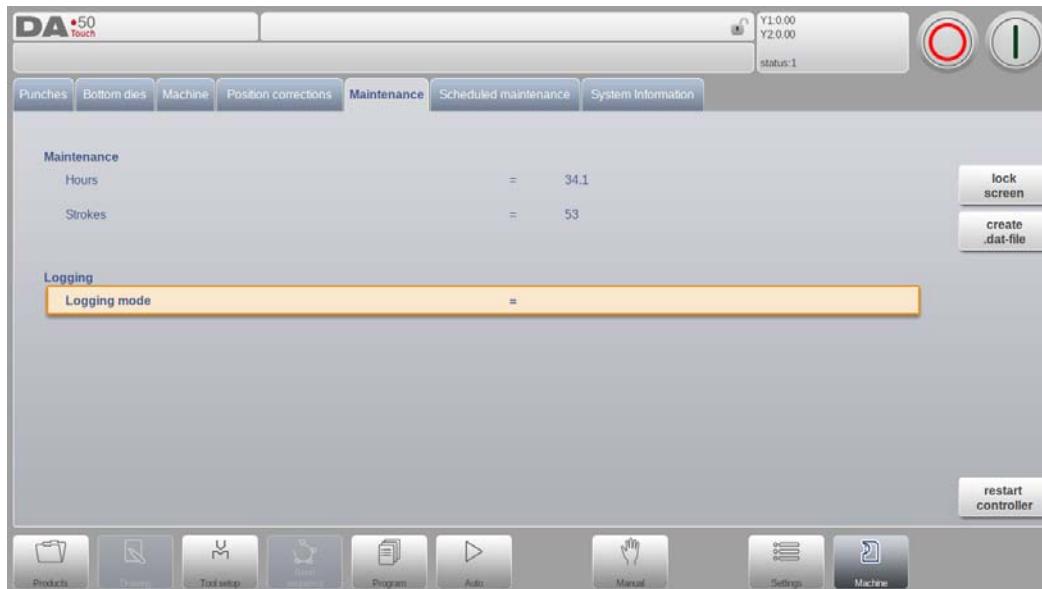 DA•50
Touch
Y1:0.00
Y2:0.00
status:1
Punches Bottom dies Machine Position corrections Maintenance Scheduled maintenance System Information
Maintenance
Hours = 34.1
Strokes = 53
Logging
Logging mode =
lock
screen
create
.dat-file
restart
controller
Products Drawing Tool setup Bend
sequence Program Auto Manual Settings Machine